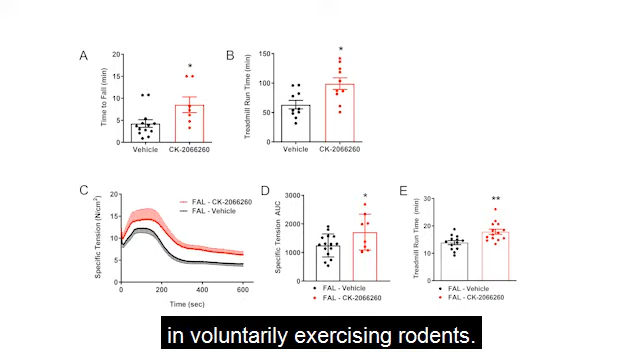 A
Time to Fall (min)
20
15
10
5
0
*
Vehicle
CK-2066260
B
Treadmill Run Time (min)
150
100
50
0
*
Vehicle
CK-2066260
C
Specific Tension (N/cm²)
20
15
10
5
0
FAL - CK-2066260
FAL - Vehicle
0
200
400
600
Time (sec)
D
Specific Tension AUC
3000
2000
1000
0
*
FAL - Vehicle
FAL - CK-2066260
E
Treadmill Run Time (min)
30
20
10
0
**
FAL - Vehicle
FAL - CK-2066260
in voluntarily exercising rodents.